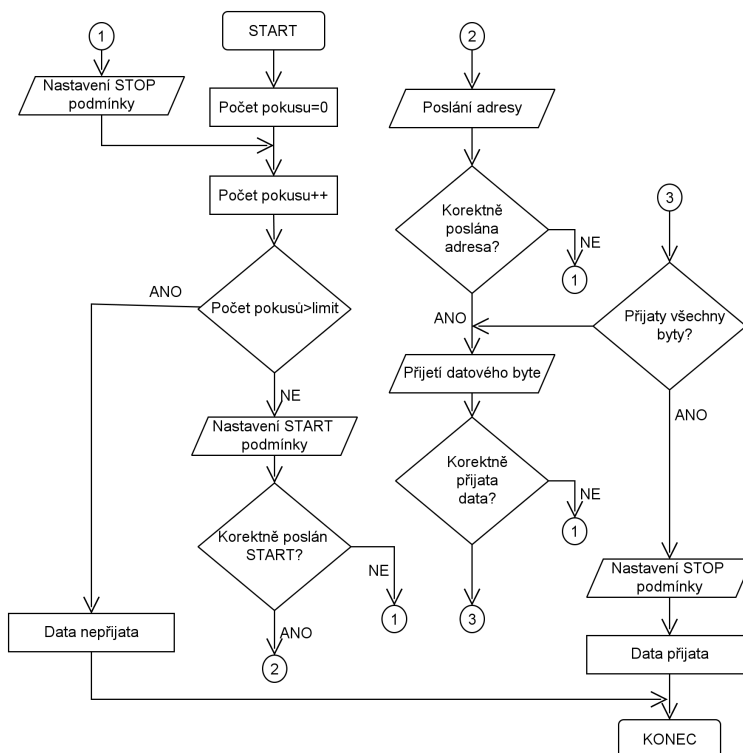 1
START
2
Nastavení STOP
podmínky
Počet pokusu=0
Poslání adresy
Počet pokusu++
Korektně
poslána
adresa?
NE
1
3
ANO
Počet pokusů>limit
ANO
Přijaty všechny
byty?
Přijetí datového byte
NE
ANO
Nastavení START
podmínky
Korektně
přijata
data?
NE
1
Korektně poslán
START?
NE
Nastavení STOP
podmínky
1
3
Data nepřijata
ANO
2
Data přijata
KONEC